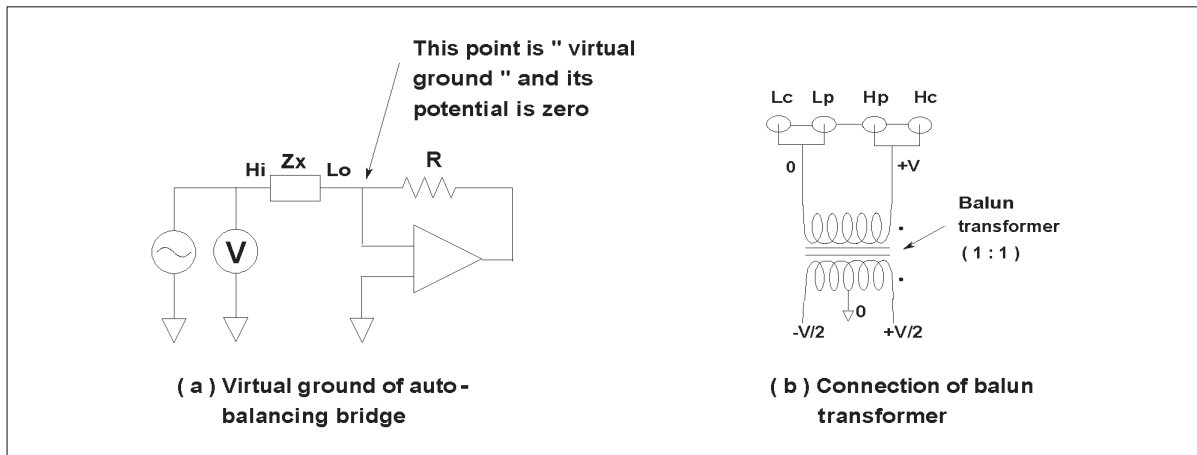 This point is " virtual
ground " and its
potential is zero
Hi Zx Lo R
V
( a ) Virtual ground of auto-
balancing bridge
Lc Lp Hp Hc
0 +V
Balun
transformer
( 1 : 1 )
0
-V/2 +V/2
( b ) Connection of balun
transformer